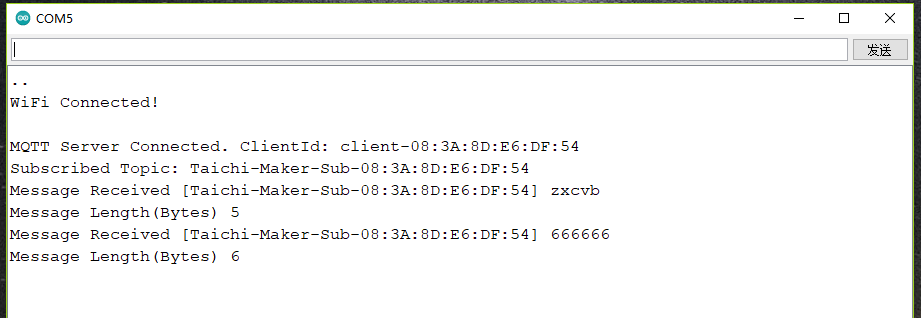 COM5
发送
..
WiFi Connected!
MQTT Server Connected. ClientId: client-08:3A:8D:E6:DF:54
Subscribed Topic: Taichi-Maker-Sub-08:3A:8D:E6:DF:54
Message Received [Taichi-Maker-Sub-08:3A:8D:E6:DF:54] zxcvb
Message Length(Bytes) 5
Message Received [Taichi-Maker-Sub-08:3A:8D:E6:DF:54] 666666
Message Length(Bytes) 6